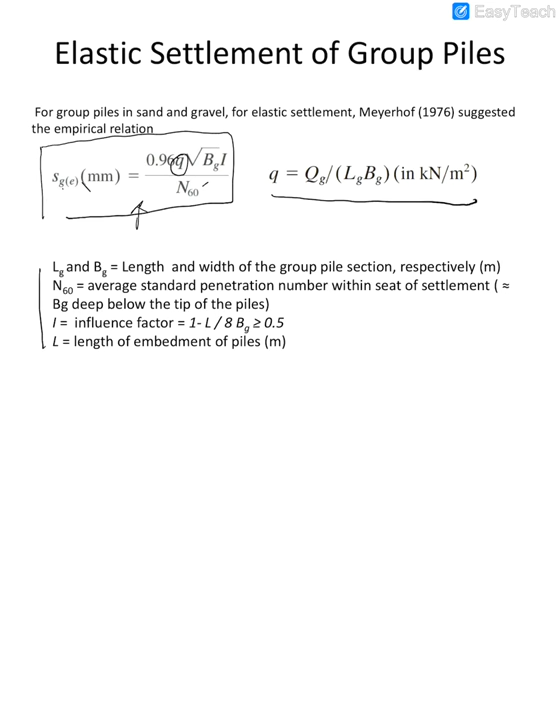 EasyTeach
Elastic Settlement of Group Piles
For group piles in sand and gravel, for elastic settlement, Meyerhof (1976) suggested
the empirical relation
s_g(e)(mm) = 0.96q√B_g I / N_60
q = Q_g/(L_g B_g) (in kN/m²)
L_g and B_g = Length and width of the group pile section, respectively (m)
N_60 = average standard penetration number within seat of settlement ( ≈
Bg deep below the tip of the piles)
I = influence factor = 1- L / 8 B_g ≥ 0.5
L = length of embedment of piles (m)